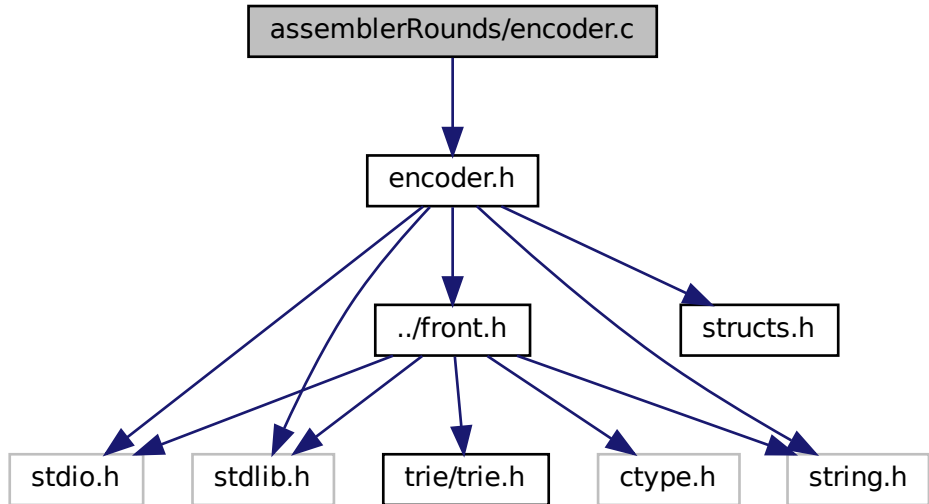 assemblerRounds/encoder.c
encoder.h
../front.h
structs.h
stdio.h
stdlib.h
trie/trie.h
ctype.h
string.h